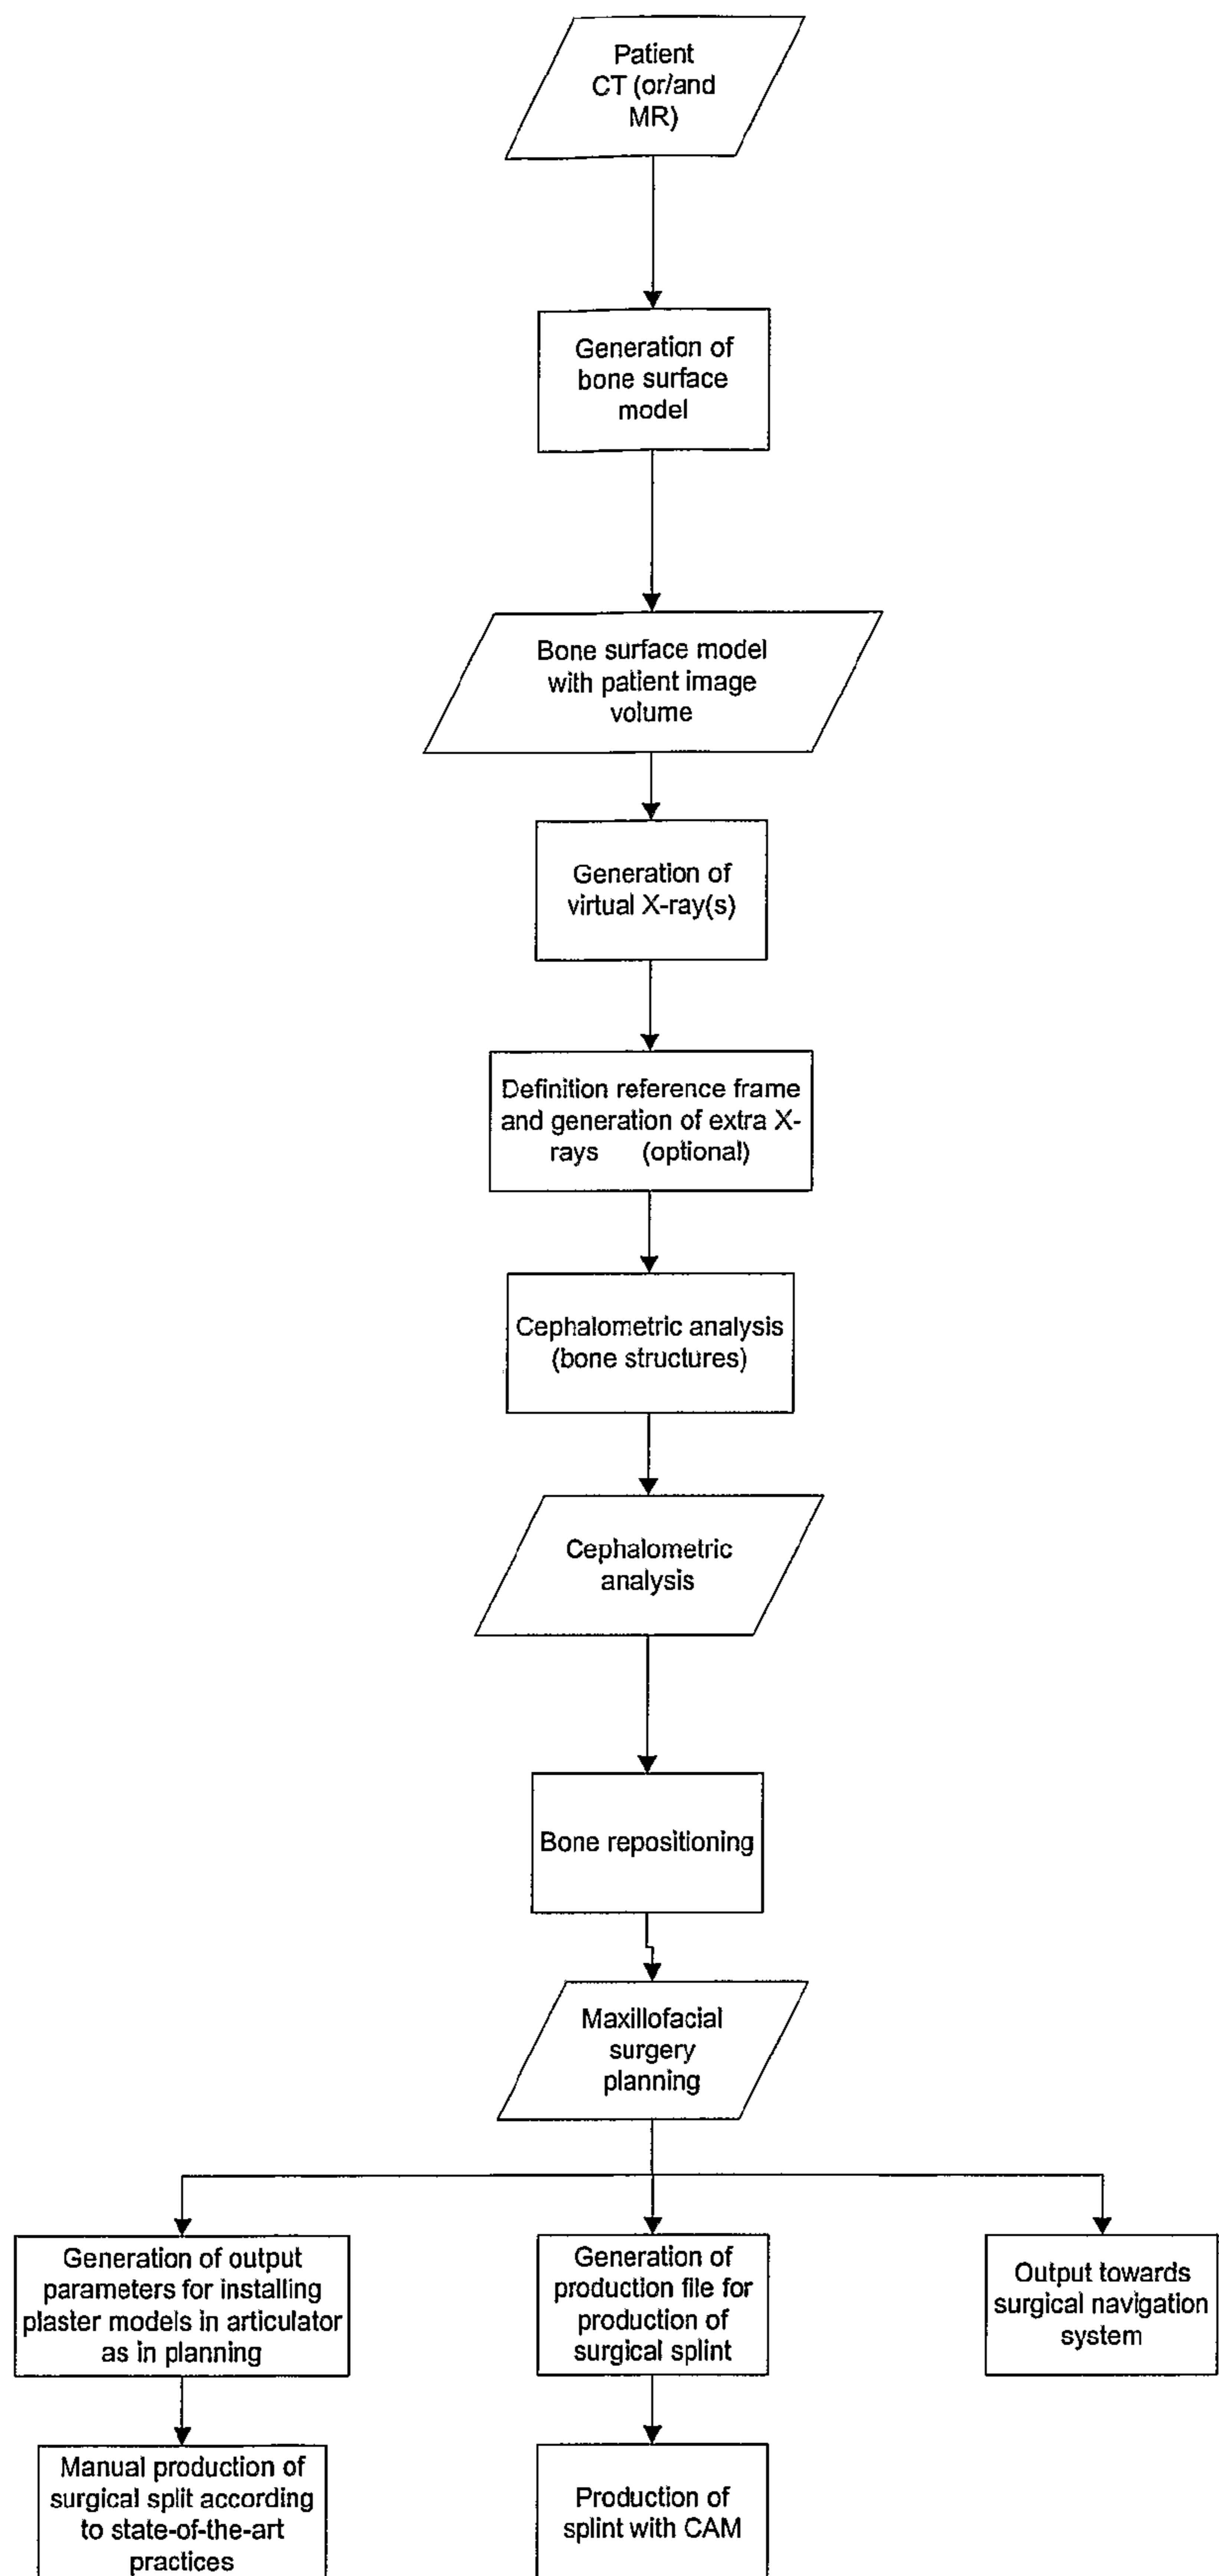 Patient
CT (or/and
MR)
Generation of
bone surface
model
Bone surface model
with patient image
volume
Generation of
virtual X-ray(s)
Definition reference frame
and generation of extra X-
rays (optional)
Cephalometric analysis
(bone structures)
Cephalometric
analysis
Bone repositioning
Maxillofacial
surgery
planning
Generation of output
parameters for installing
plaster models in articulator
as in planning
Generation of
production file for
production of
surgical splint
Output towards
surgical navigation
system
Manual production of
surgical split according
to state-of-the-art
practices
Production of
splint with CAM